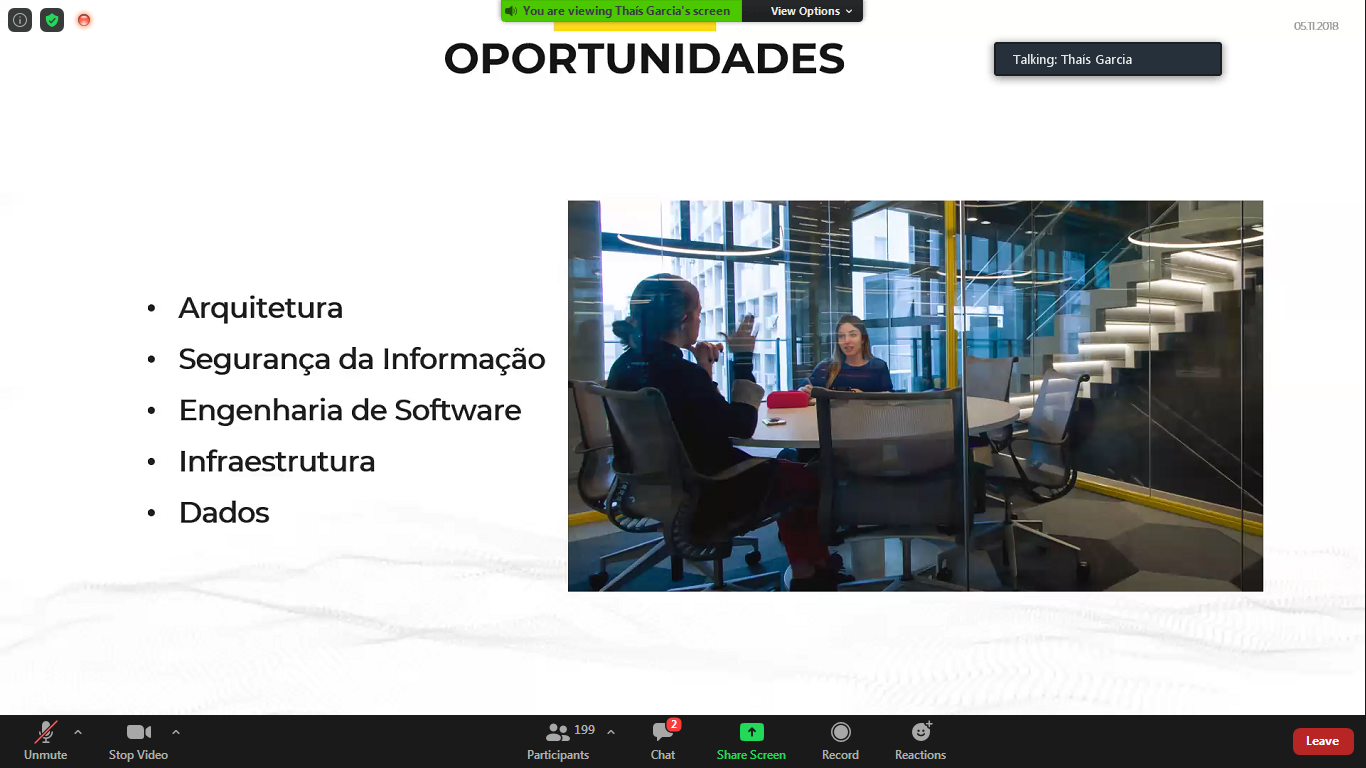 You are viewing Thaís Garcia's screen
View Options
05.11.2018
OPORTUNIDADES
Talking: Thaís Garcia
• Arquitetura
• Segurança da Informação
• Engenharia de Software
• Infraestrutura
• Dados
Unmute
Stop Video
Participants
199
Chat
2
Share Screen
Record
Reactions
Leave